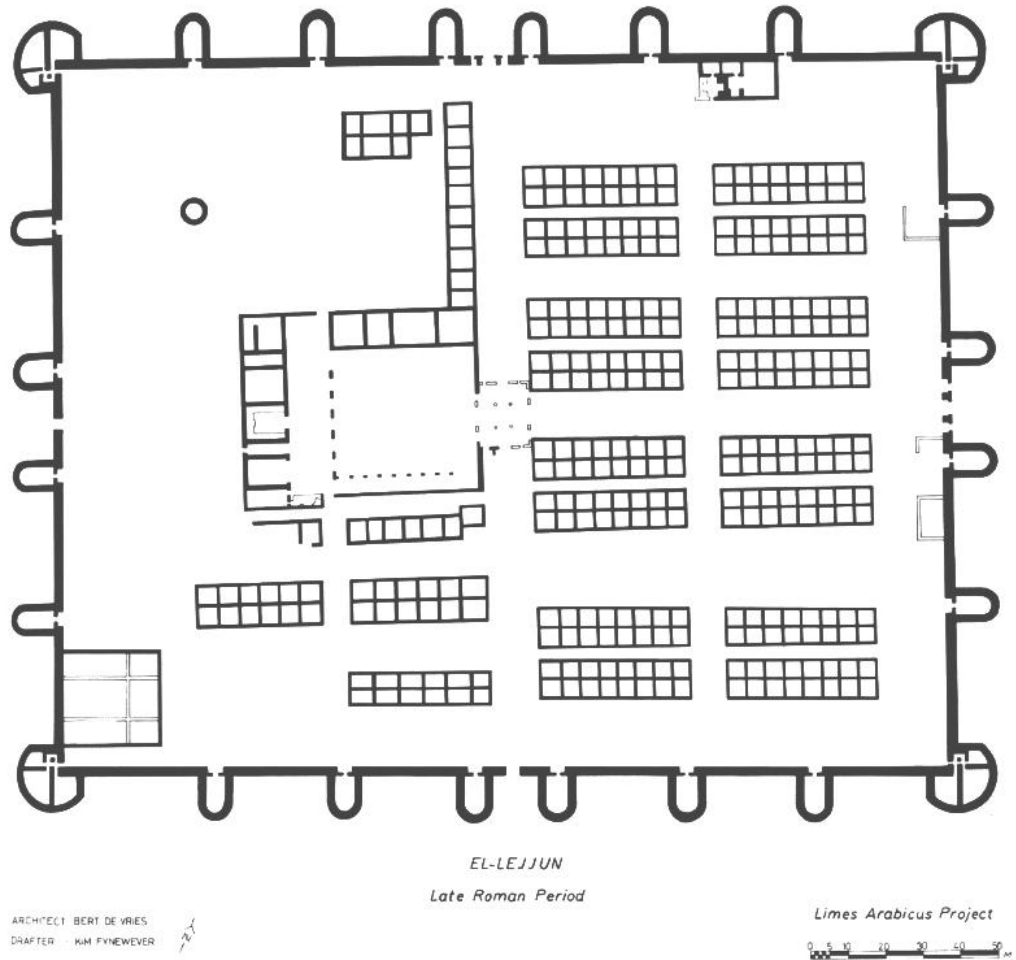 EL-LEJJUN
Late Roman Period
ARCHITECT BERT DE VRIES
DRAFTER KIM FYNEWEVER
N
Limes Arabicus Project
0 5 10 20 30 40 50 M